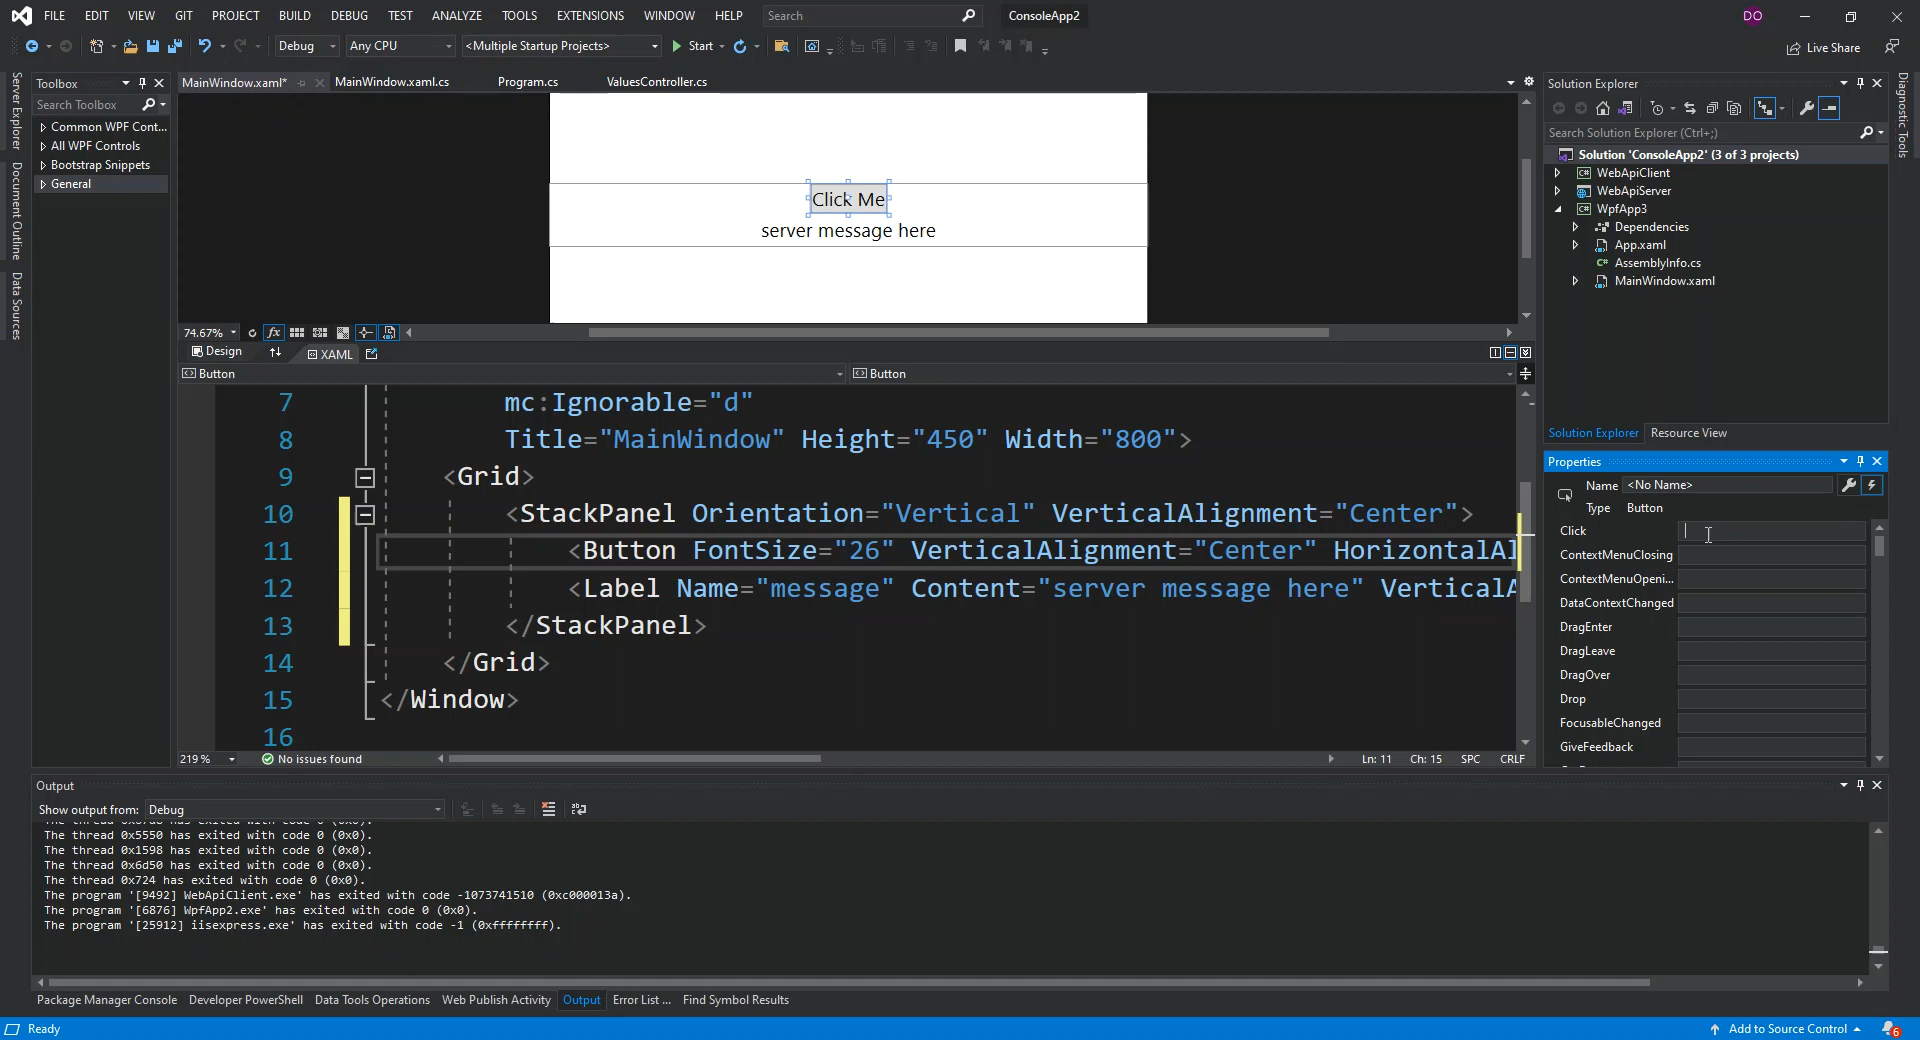 FILE EDIT VIEW GIT PROJECT BUILD DEBUG TEST ANALYZE TOOLS EXTENSIONS WINDOW HELP Search ConsoleApp2 DO
Debug Any CPU <Multiple Startup Projects> Start Live Share
Server Explorer
Document Outline
Data Sources
Toolbox
Search Toolbox
Common WPF Cont...
All WPF Controls
Bootstrap Snippets
General
MainWindow.xaml* MainWindow.xaml.cs Program.cs ValuesController.cs
Click Me
server message here
74.67% fx
Design XAML
Button Button
7 mc:Ignorable="d"
8 Title="MainWindow" Height="450" Width="800">
9 <Grid>
10 <StackPanel Orientation="Vertical" VerticalAlignment="Center">
11 <Button FontSize="26" VerticalAlignment="Center" HorizontalAl
12 <Label Name="message" Content="server message here" VerticalA
13 </StackPanel>
14 </Grid>
15 </Window>
16
219 % No issues found Ln: 11 Ch: 15 SPC CRLF
Solution Explorer
Search Solution Explorer (Ctrl+;)
Solution 'ConsoleApp2' (3 of 3 projects)
WebApiClient
WebApiServer
WpfApp3
Dependencies
App.xaml
AssemblyInfo.cs
MainWindow.xaml
Solution Explorer Resource View
Properties
Name <No Name>
Type Button
Click
ContextMenuClosing
ContextMenuOpeni...
DataContextChanged
DragEnter
DragLeave
DragOver
Drop
FocusableChanged
GiveFeedback
Diagnostic Tools
Output
Show output from: Debug
The thread 0x5550 has exited with code 0 (0x0).
The thread 0x1598 has exited with code 0 (0x0).
The thread 0x6d50 has exited with code 0 (0x0).
The thread 0x724 has exited with code 0 (0x0).
The program '[9492] WebApiClient.exe' has exited with code -1073741510 (0xc000013a).
The program '[6876] WpfApp2.exe' has exited with code 0 (0x0).
The program '[25912] iisexpress.exe' has exited with code -1 (0xffffffff).
Package Manager Console Developer PowerShell Data Tools Operations Web Publish Activity Output Error List ... Find Symbol Results
Ready Add to Source Control 6